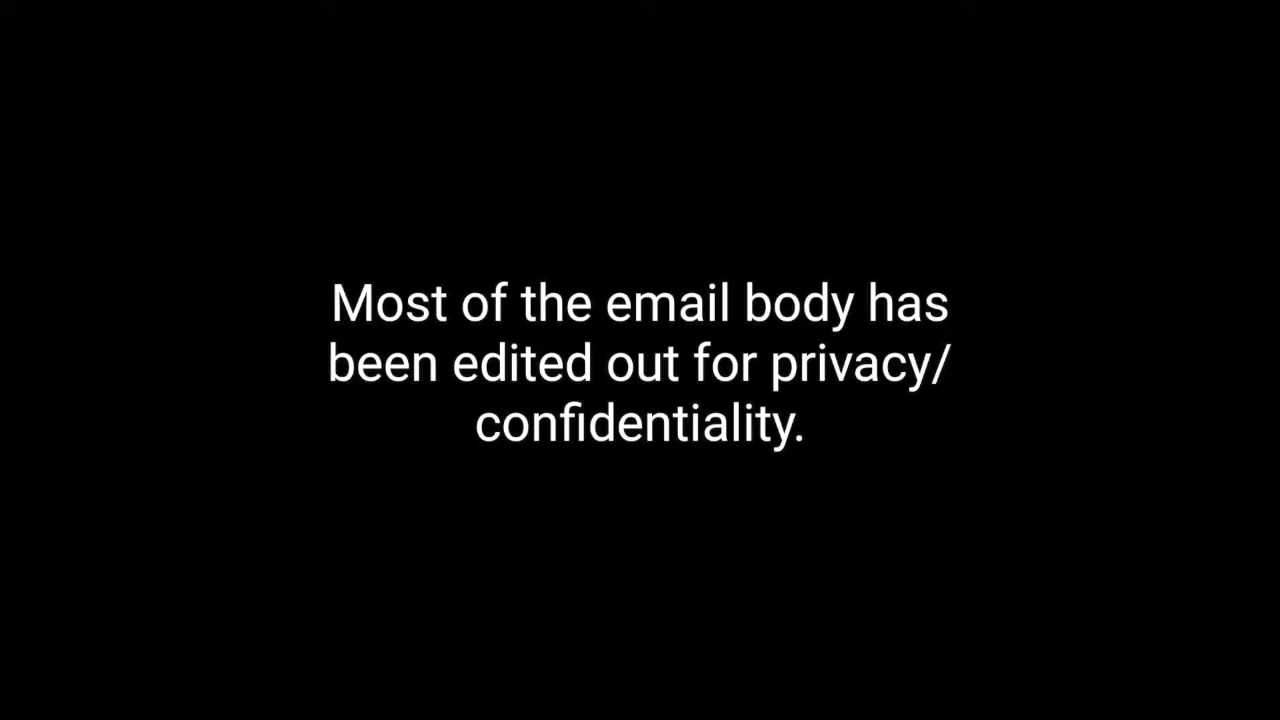 Most of the email body has
been edited out for privacy/
confidentiality.